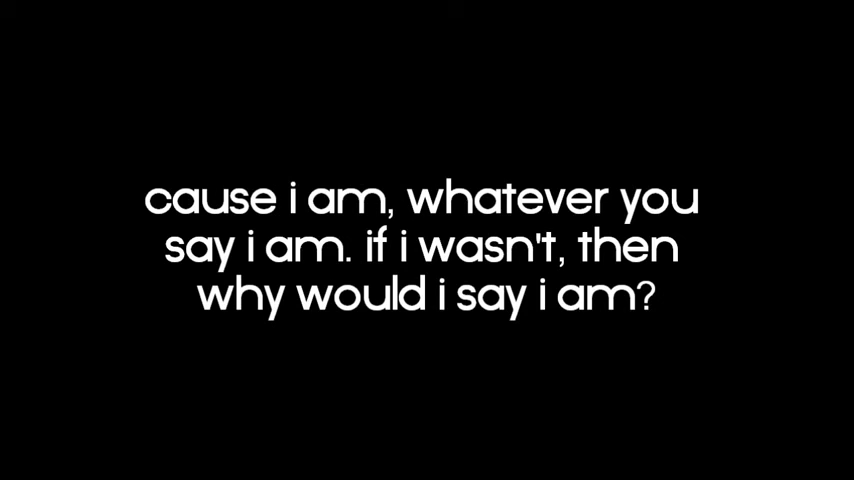 cause i am, whatever you
say i am. if i wasn't, then
why would i say i am?